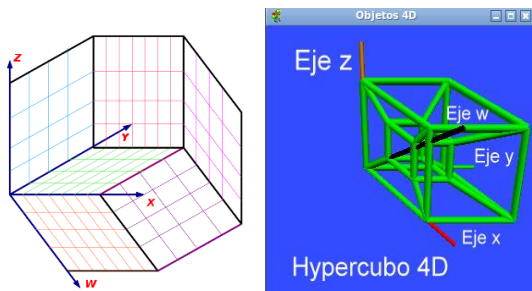 Z
Y
X
W
Objetos 4D
Eje z
Eje w
Eje y
Eje x
Hypercubo 4D